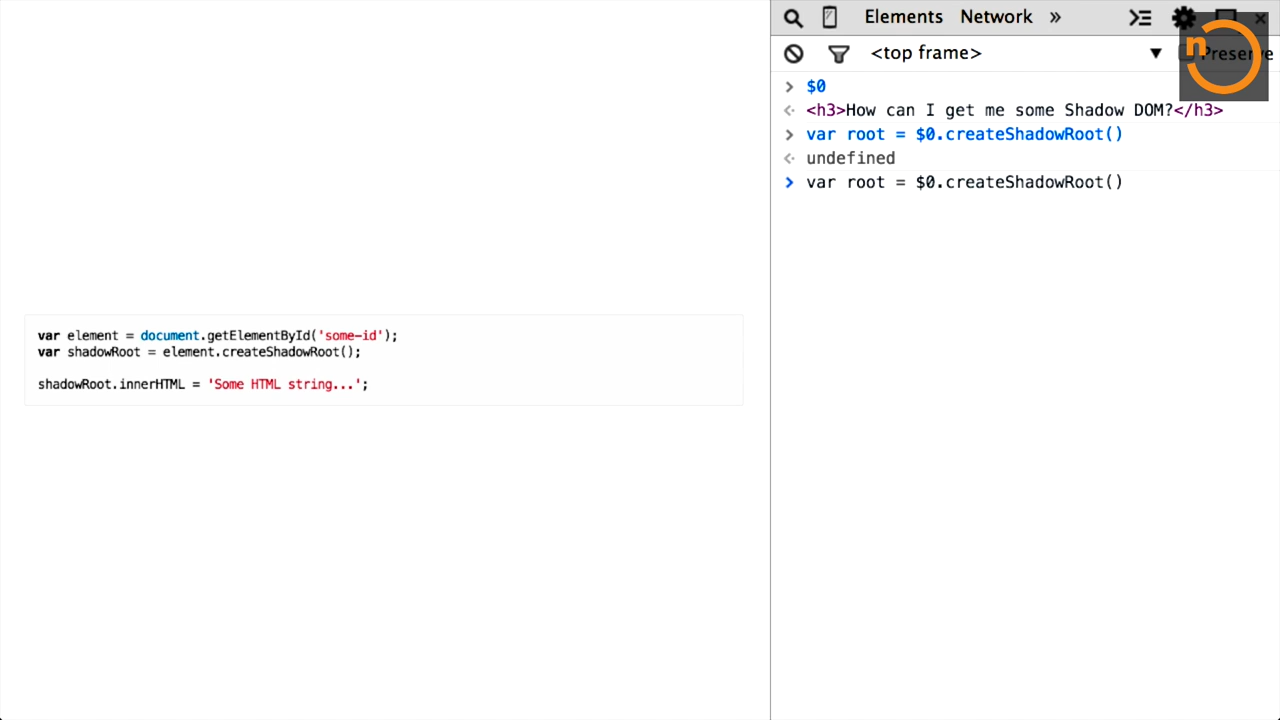 var element = document.getElementById('some-id');
var shadowRoot = element.createShadowRoot();
shadowRoot.innerHTML = 'Some HTML string...';
Elements Network »
<top frame> ▼ Preserve
n
> $0
<h3>How can I get me some Shadow DOM?</h3>
> var root = $0.createShadowRoot()
undefined
> var root = $0.createShadowRoot()